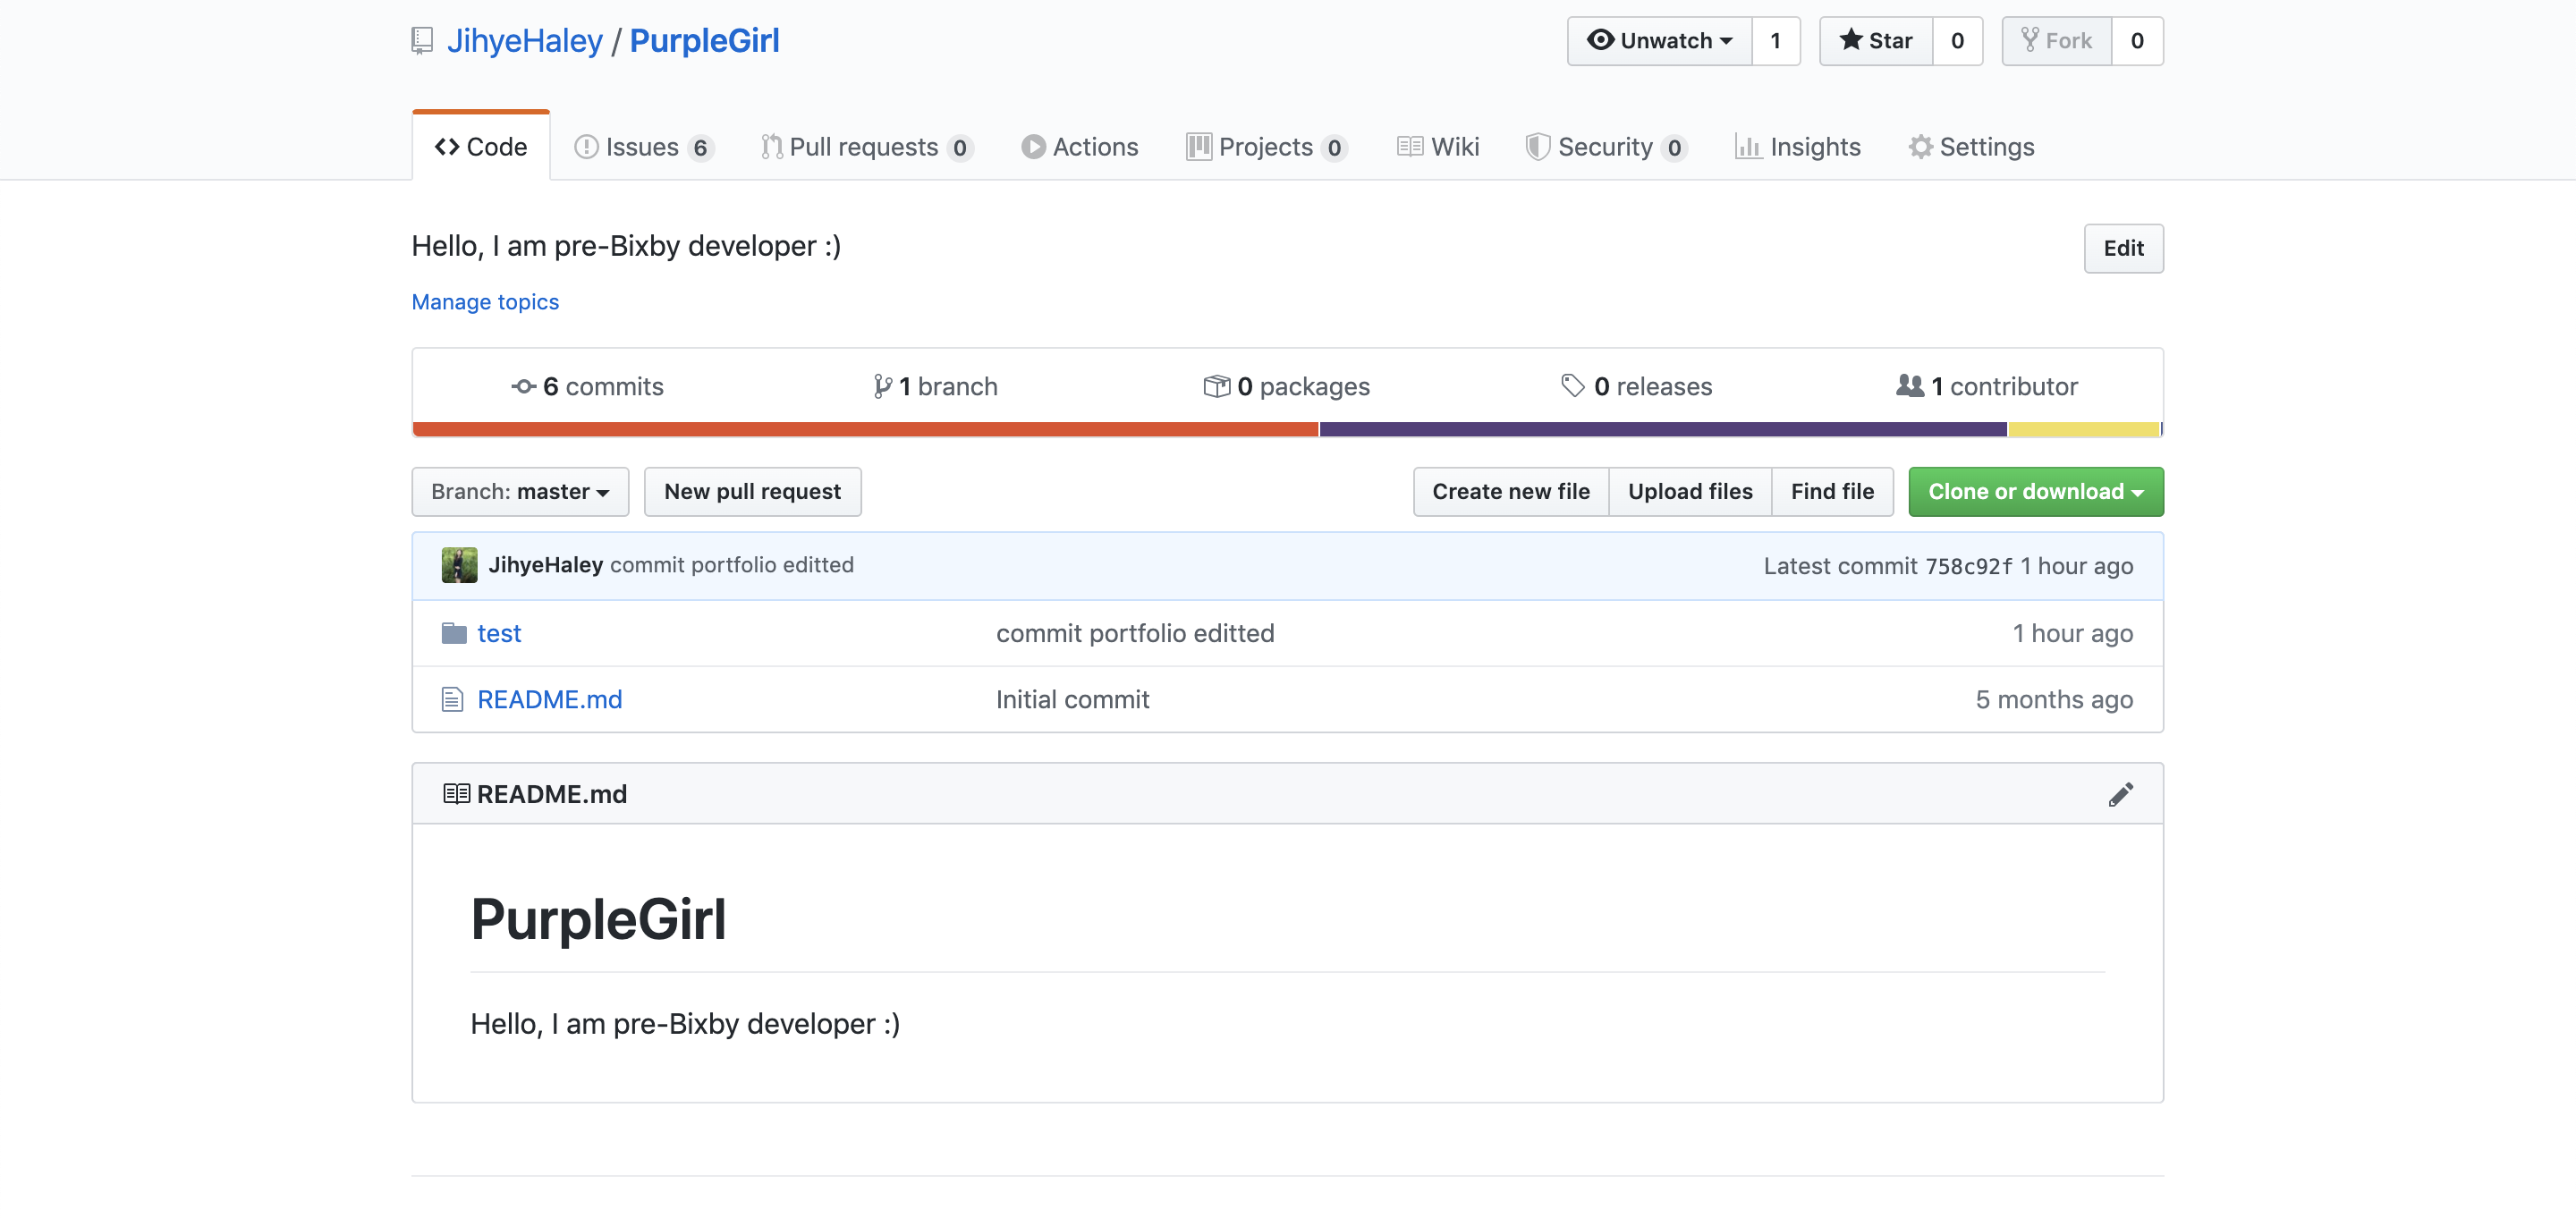 JihyeHaley / PurpleGirl
Unwatch 1 Star 0 Fork 0
Code Issues 6 Pull requests 0 Actions Projects 0 Wiki Security 0 Insights Settings
Hello, I am pre-Bixby developer :) Edit
Manage topics
6 commits 1 branch 0 packages 0 releases 1 contributor
Branch: master New pull request Create new file Upload files Find file Clone or download
JihyeHaley commit portfolio editted Latest commit 758c92f 1 hour ago
test commit portfolio editted 1 hour ago
README.md Initial commit 5 months ago
README.md
PurpleGirl
Hello, I am pre-Bixby developer :)